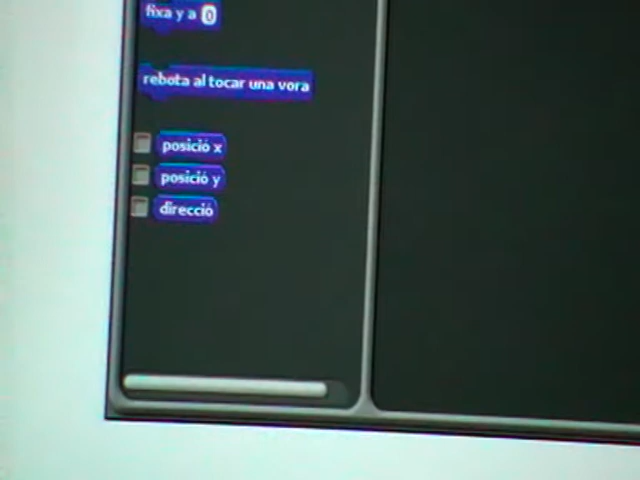 fixa y a 0
rebota al tocar una vora
posició x
posició y
direcció